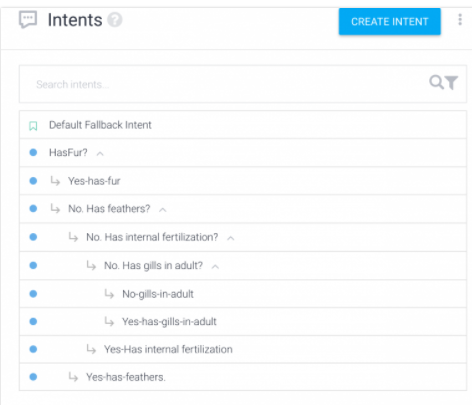 Intents
CREATE INTENT
Search intents...
Default Fallback Intent
HasFur?
Yes-has-fur
No. Has feathers?
No. Has internal fertilization?
No. Has gills in adult?
No-gills-in-adult
Yes-has-gills-in-adult
Yes-Has internal fertilization
Yes-has-feathers.